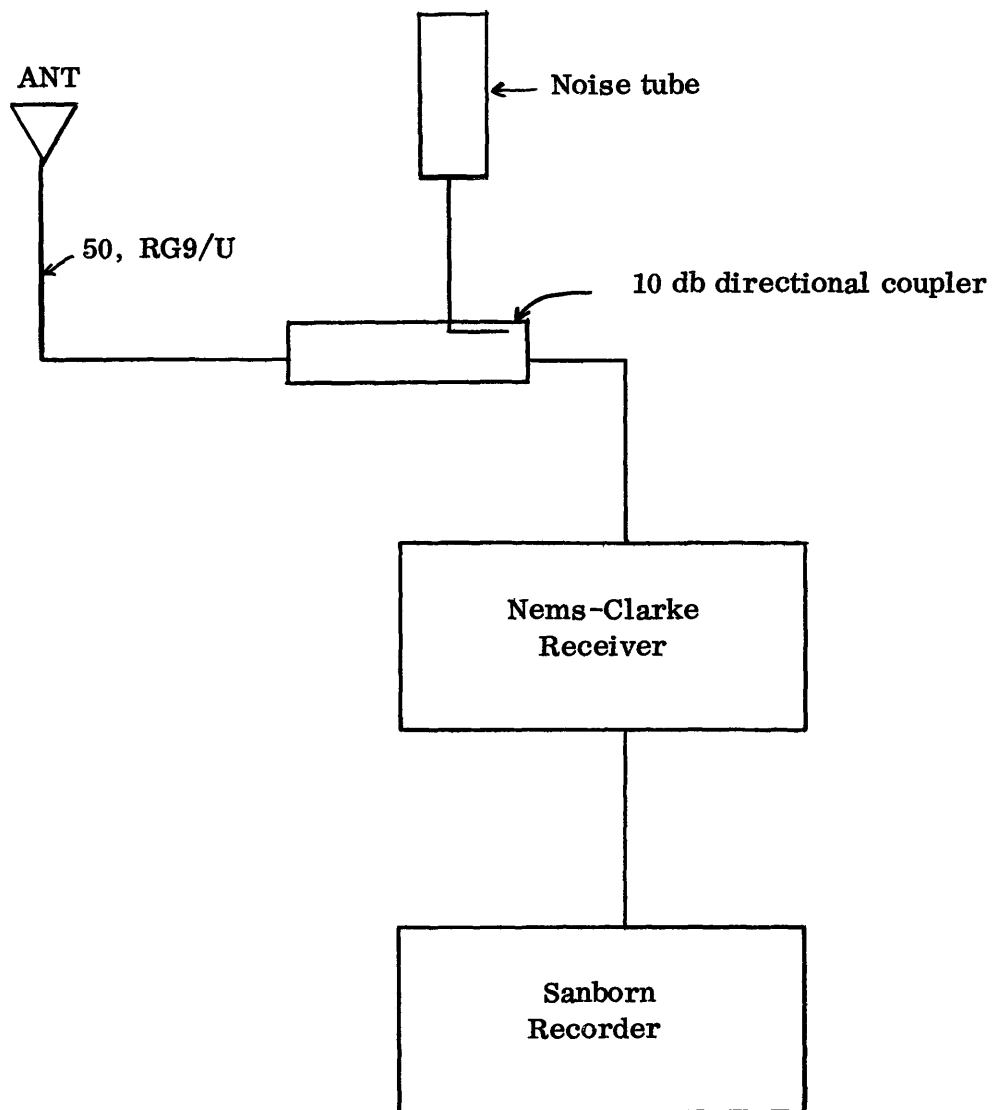 ANT
Noise tube
50, RG9/U
10 db directional coupler
Nems-Clarke
Receiver
Sanborn
Recorder